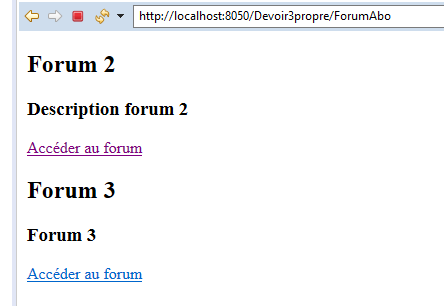 http://localhost:8050/Devoir3propre/ForumAbo
Forum 2
Description forum 2
Accéder au forum
Forum 3
Forum 3
Accéder au forum